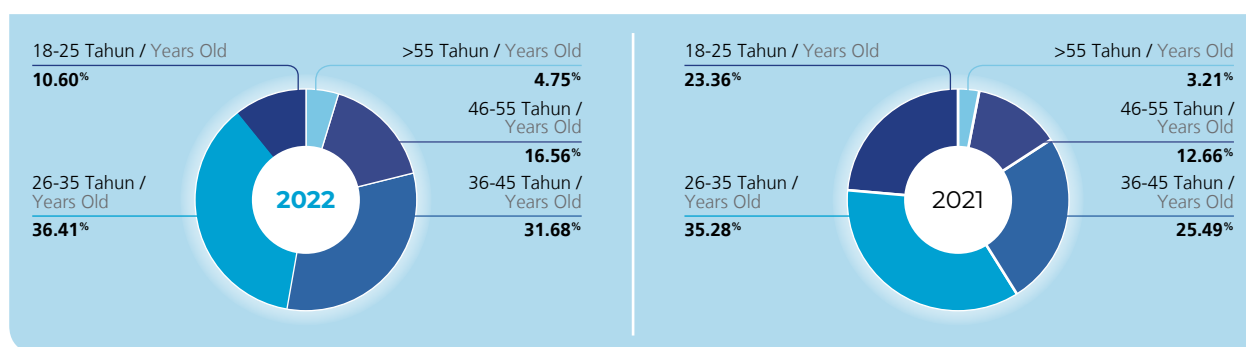 18-25 Tahun / Years Old
10.60%
>55 Tahun / Years Old
4.75%
46-55 Tahun /
Years Old
16.56%
26-35 Tahun /
Years Old
36.41%
2022
36-45 Tahun /
Years Old
31.68%
18-25 Tahun / Years Old
23.36%
>55 Tahun / Years Old
3.21%
46-55 Tahun /
Years Old
12.66%
26-35 Tahun /
Years Old
35.28%
2021
36-45 Tahun /
Years Old
25.49%